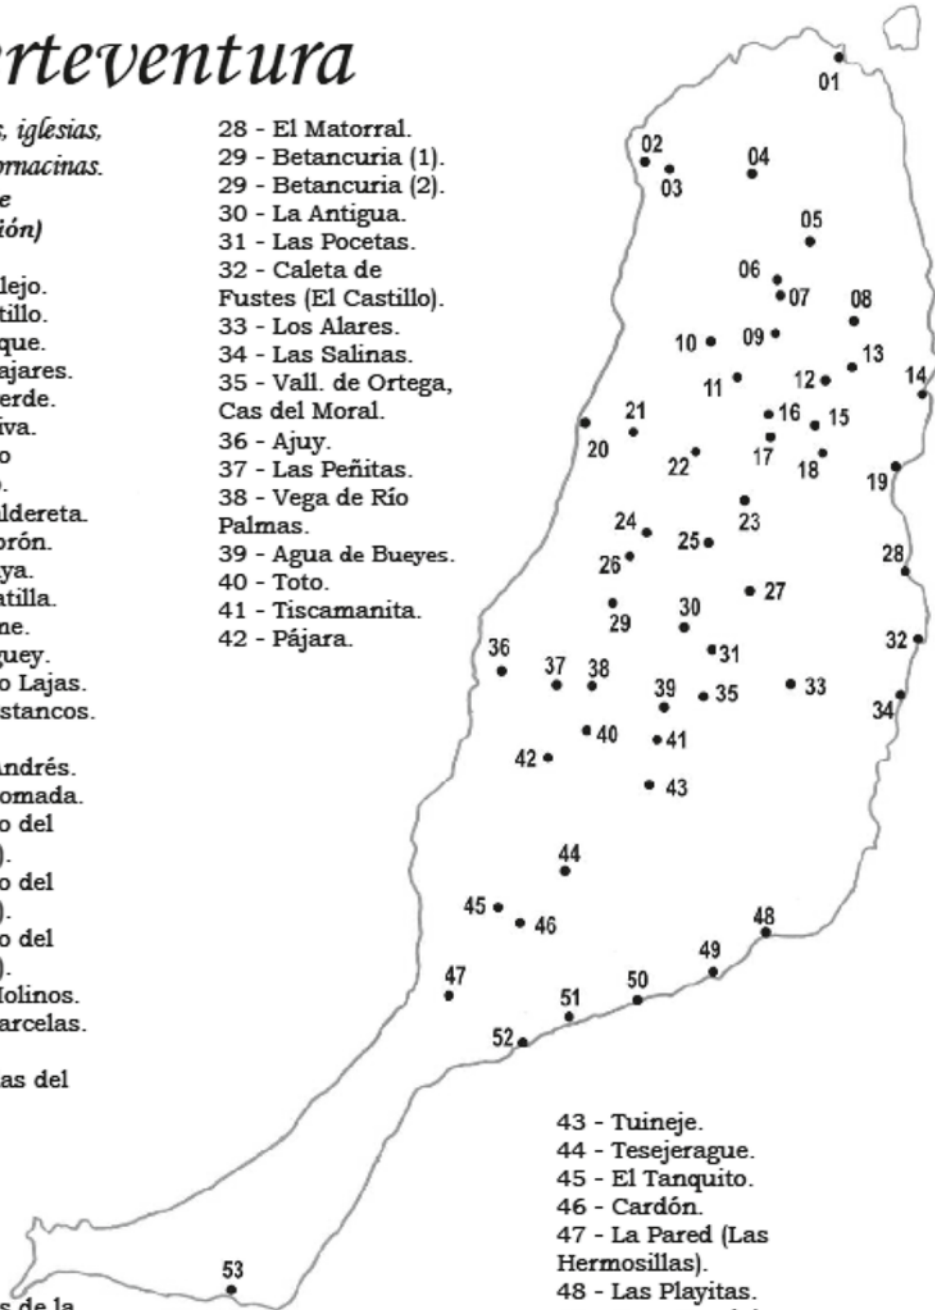 rteventura
s, iglesias,
ornacinas.
e
ión)
lejo.
tillo.
que.
ajares.
erde.
iva.
o
.
ldereta.
orón.
ya.
atilla.
ne.
guey.
o Lajas.
stancos.
Andrés.
omada.
o del
).
o del
).
o del
).
Molinos.
arcelas.
as del
s de la
28 - El Matorral.
29 - Betancuria (1).
29 - Betancuria (2).
30 - La Antigua.
31 - Las Pocetas.
32 - Caleta de
Fustes (El Castillo).
33 - Los Alares.
34 - Las Salinas.
35 - Vall. de Ortega,
Cas del Moral.
36 - Ajuy.
37 - Las Peñitas.
38 - Vega de Río
Palmas.
39 - Agua de Bueyes.
40 - Toto.
41 - Tiscamanita.
42 - Pájara.
01
02
03
04
05
06
07
08
09
10
11
12
13
14
15
16
17
18
19
20
21
22
23
24
25
26
27
28
29
30
31
32
33
34
35
36
37
38
39
40
41
42
43
44
45
46
47
48
49
50
51
52
53
43 - Tuineje.
44 - Tesejerague.
45 - El Tanquito.
46 - Cardón.
47 - La Pared (Las
Hermosillas).
48 - Las Playitas.